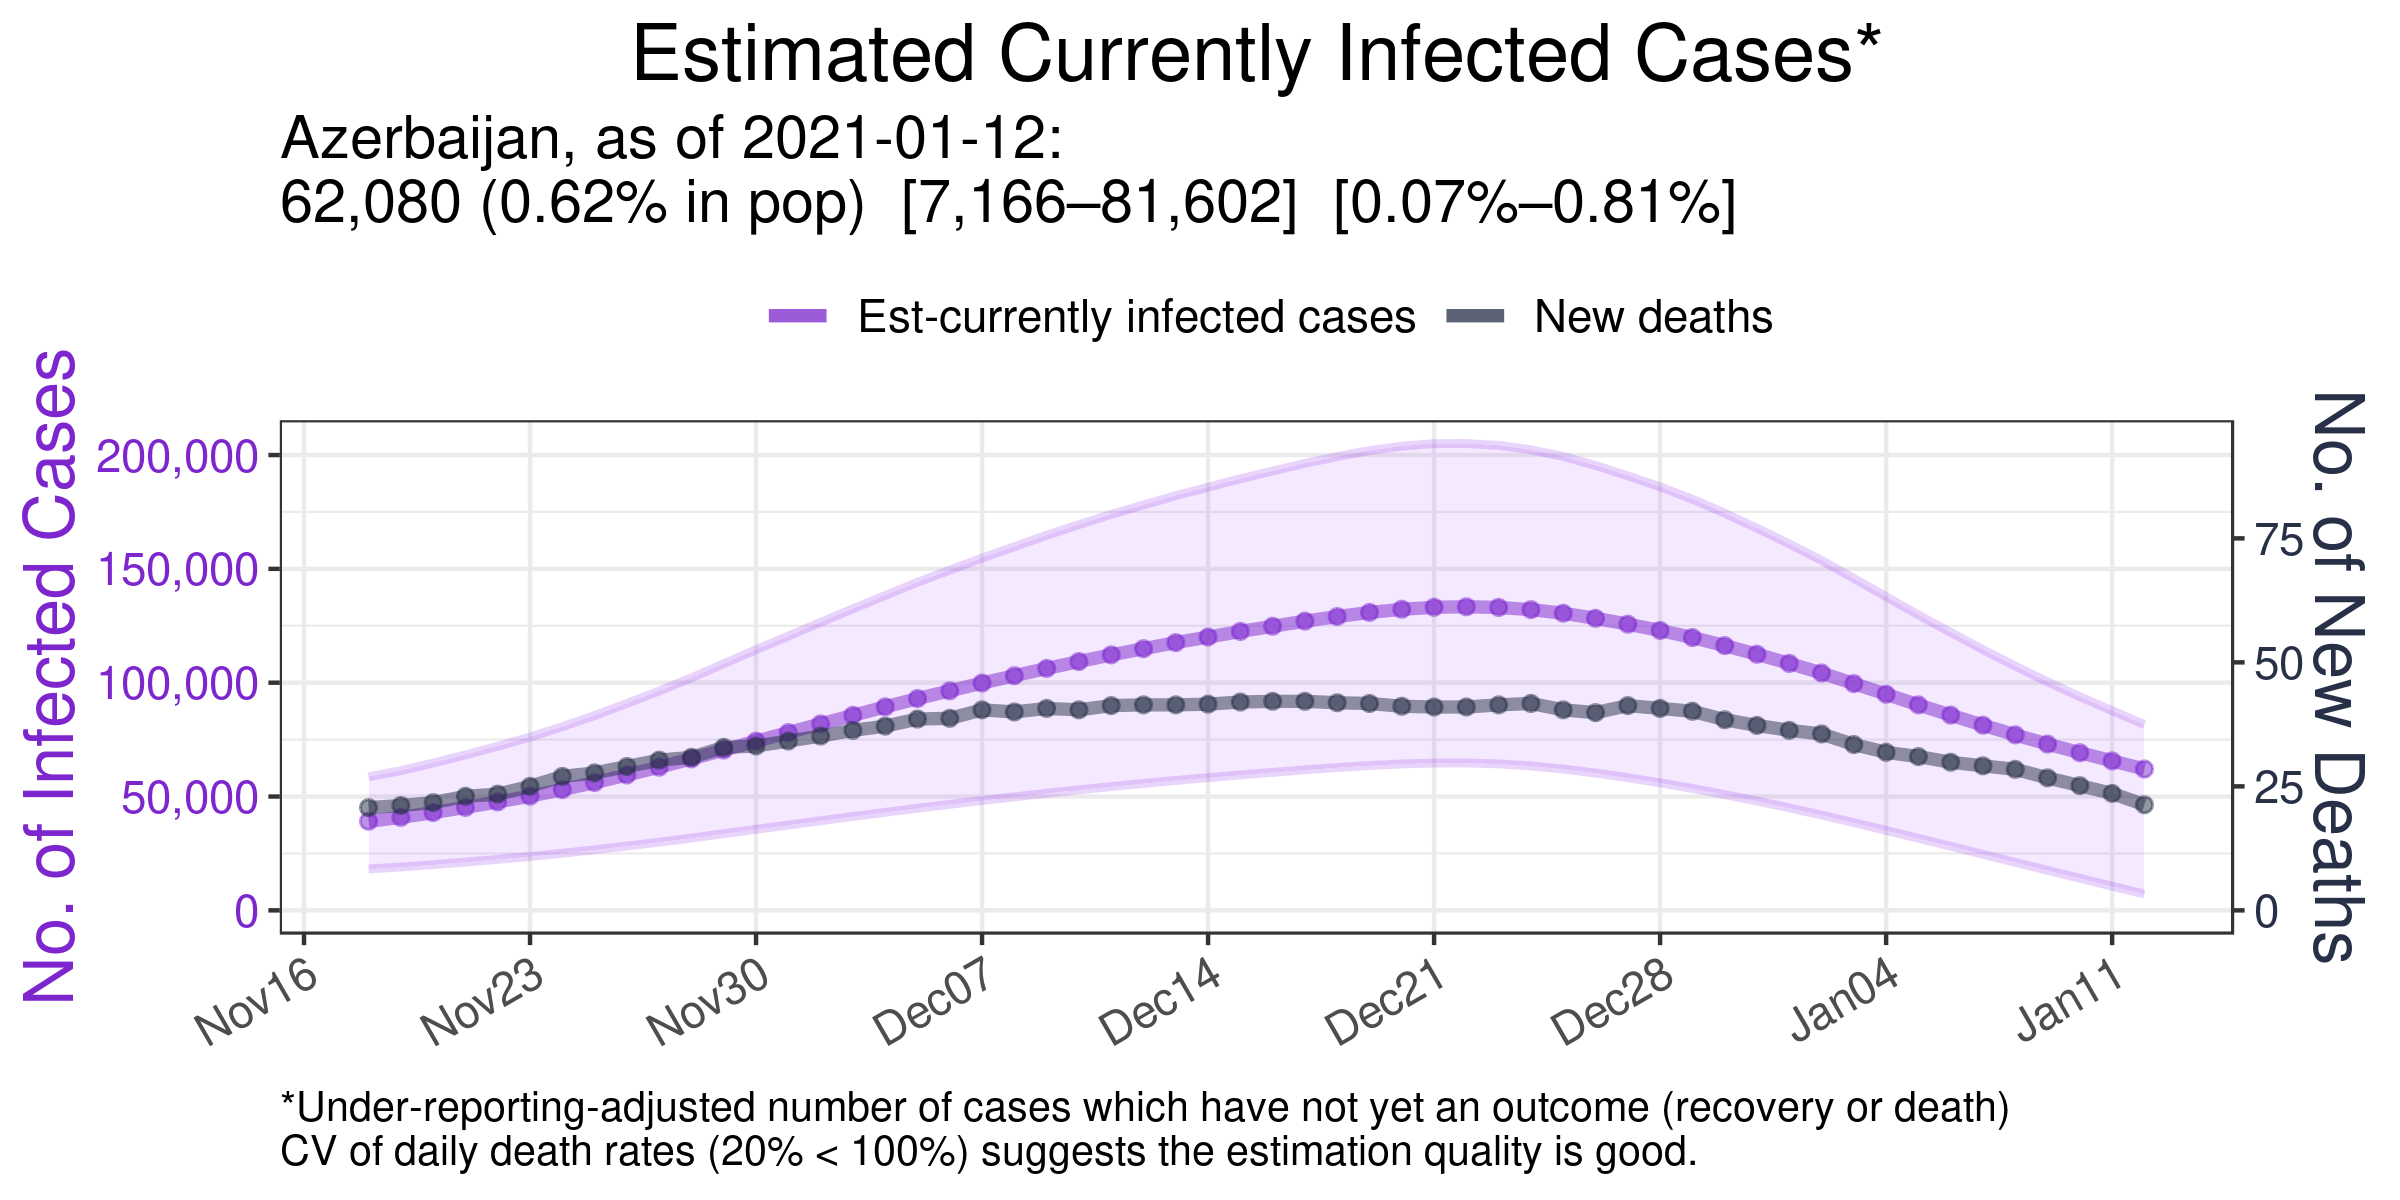 Estimated Currently Infected Cases*
Azerbaijan, as of 2021-01-12:
62,080 (0.62% in pop)  [7,166–81,602]  [0.07%–0.81%]
Est-currently infected cases
New deaths
No. of Infected Cases
200,000
150,000
100,000
50,000
0
75
50
25
0
No. of New Deaths
Nov16
Nov23
Nov30
Dec07
Dec14
Dec21
Dec28
Jan04
Jan11
*Under-reporting-adjusted number of cases which have not yet an outcome (recovery or death)
CV of daily death rates (20% < 100%) suggests the estimation quality is good.